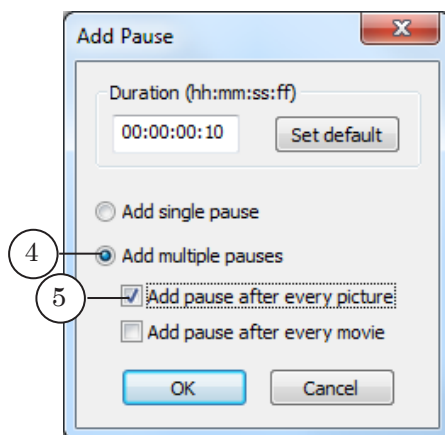 Add Pause
X
Duration (hh:mm:ss:ff)
00:00:00:10 Set default
Add single pause
4 Add multiple pauses
5 Add pause after every picture
Add pause after every movie
OK Cancel